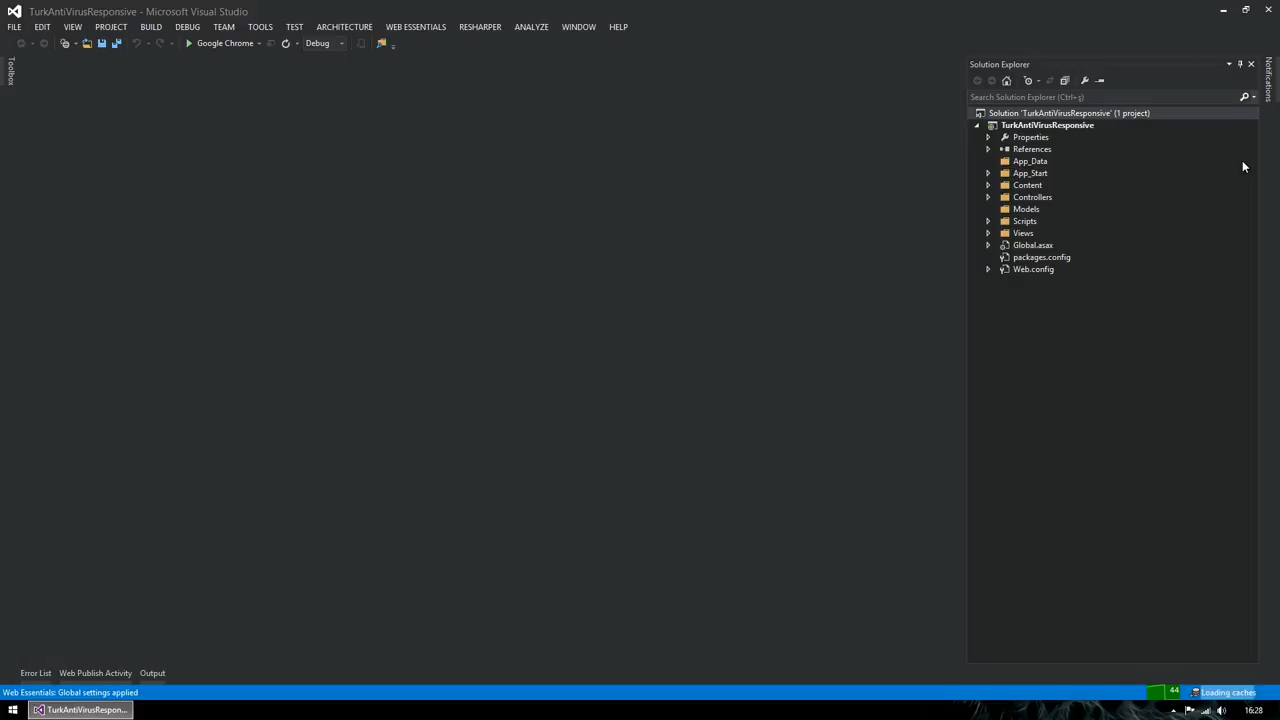 TurkAntiVirusResponsive - Microsoft Visual Studio
FILE EDIT VIEW PROJECT BUILD DEBUG TEAM TOOLS TEST ARCHITECTURE WEB ESSENTIALS RESHARPER ANALYZE WINDOW HELP
Google Chrome Debug
Toolbox
Solution Explorer
Notifications
Search Solution Explorer (Ctrl+ş)
Solution 'TurkAntiVirusResponsive' (1 project)
TurkAntiVirusResponsive
Properties
References
App_Data
App_Start
Content
Controllers
Models
Scripts
Views
Global.asax
packages.config
Web.config
Error List Web Publish Activity Output
Web Essentials: Global settings applied 44 Loading caches
TurkAntiVirusRespon... 16:28